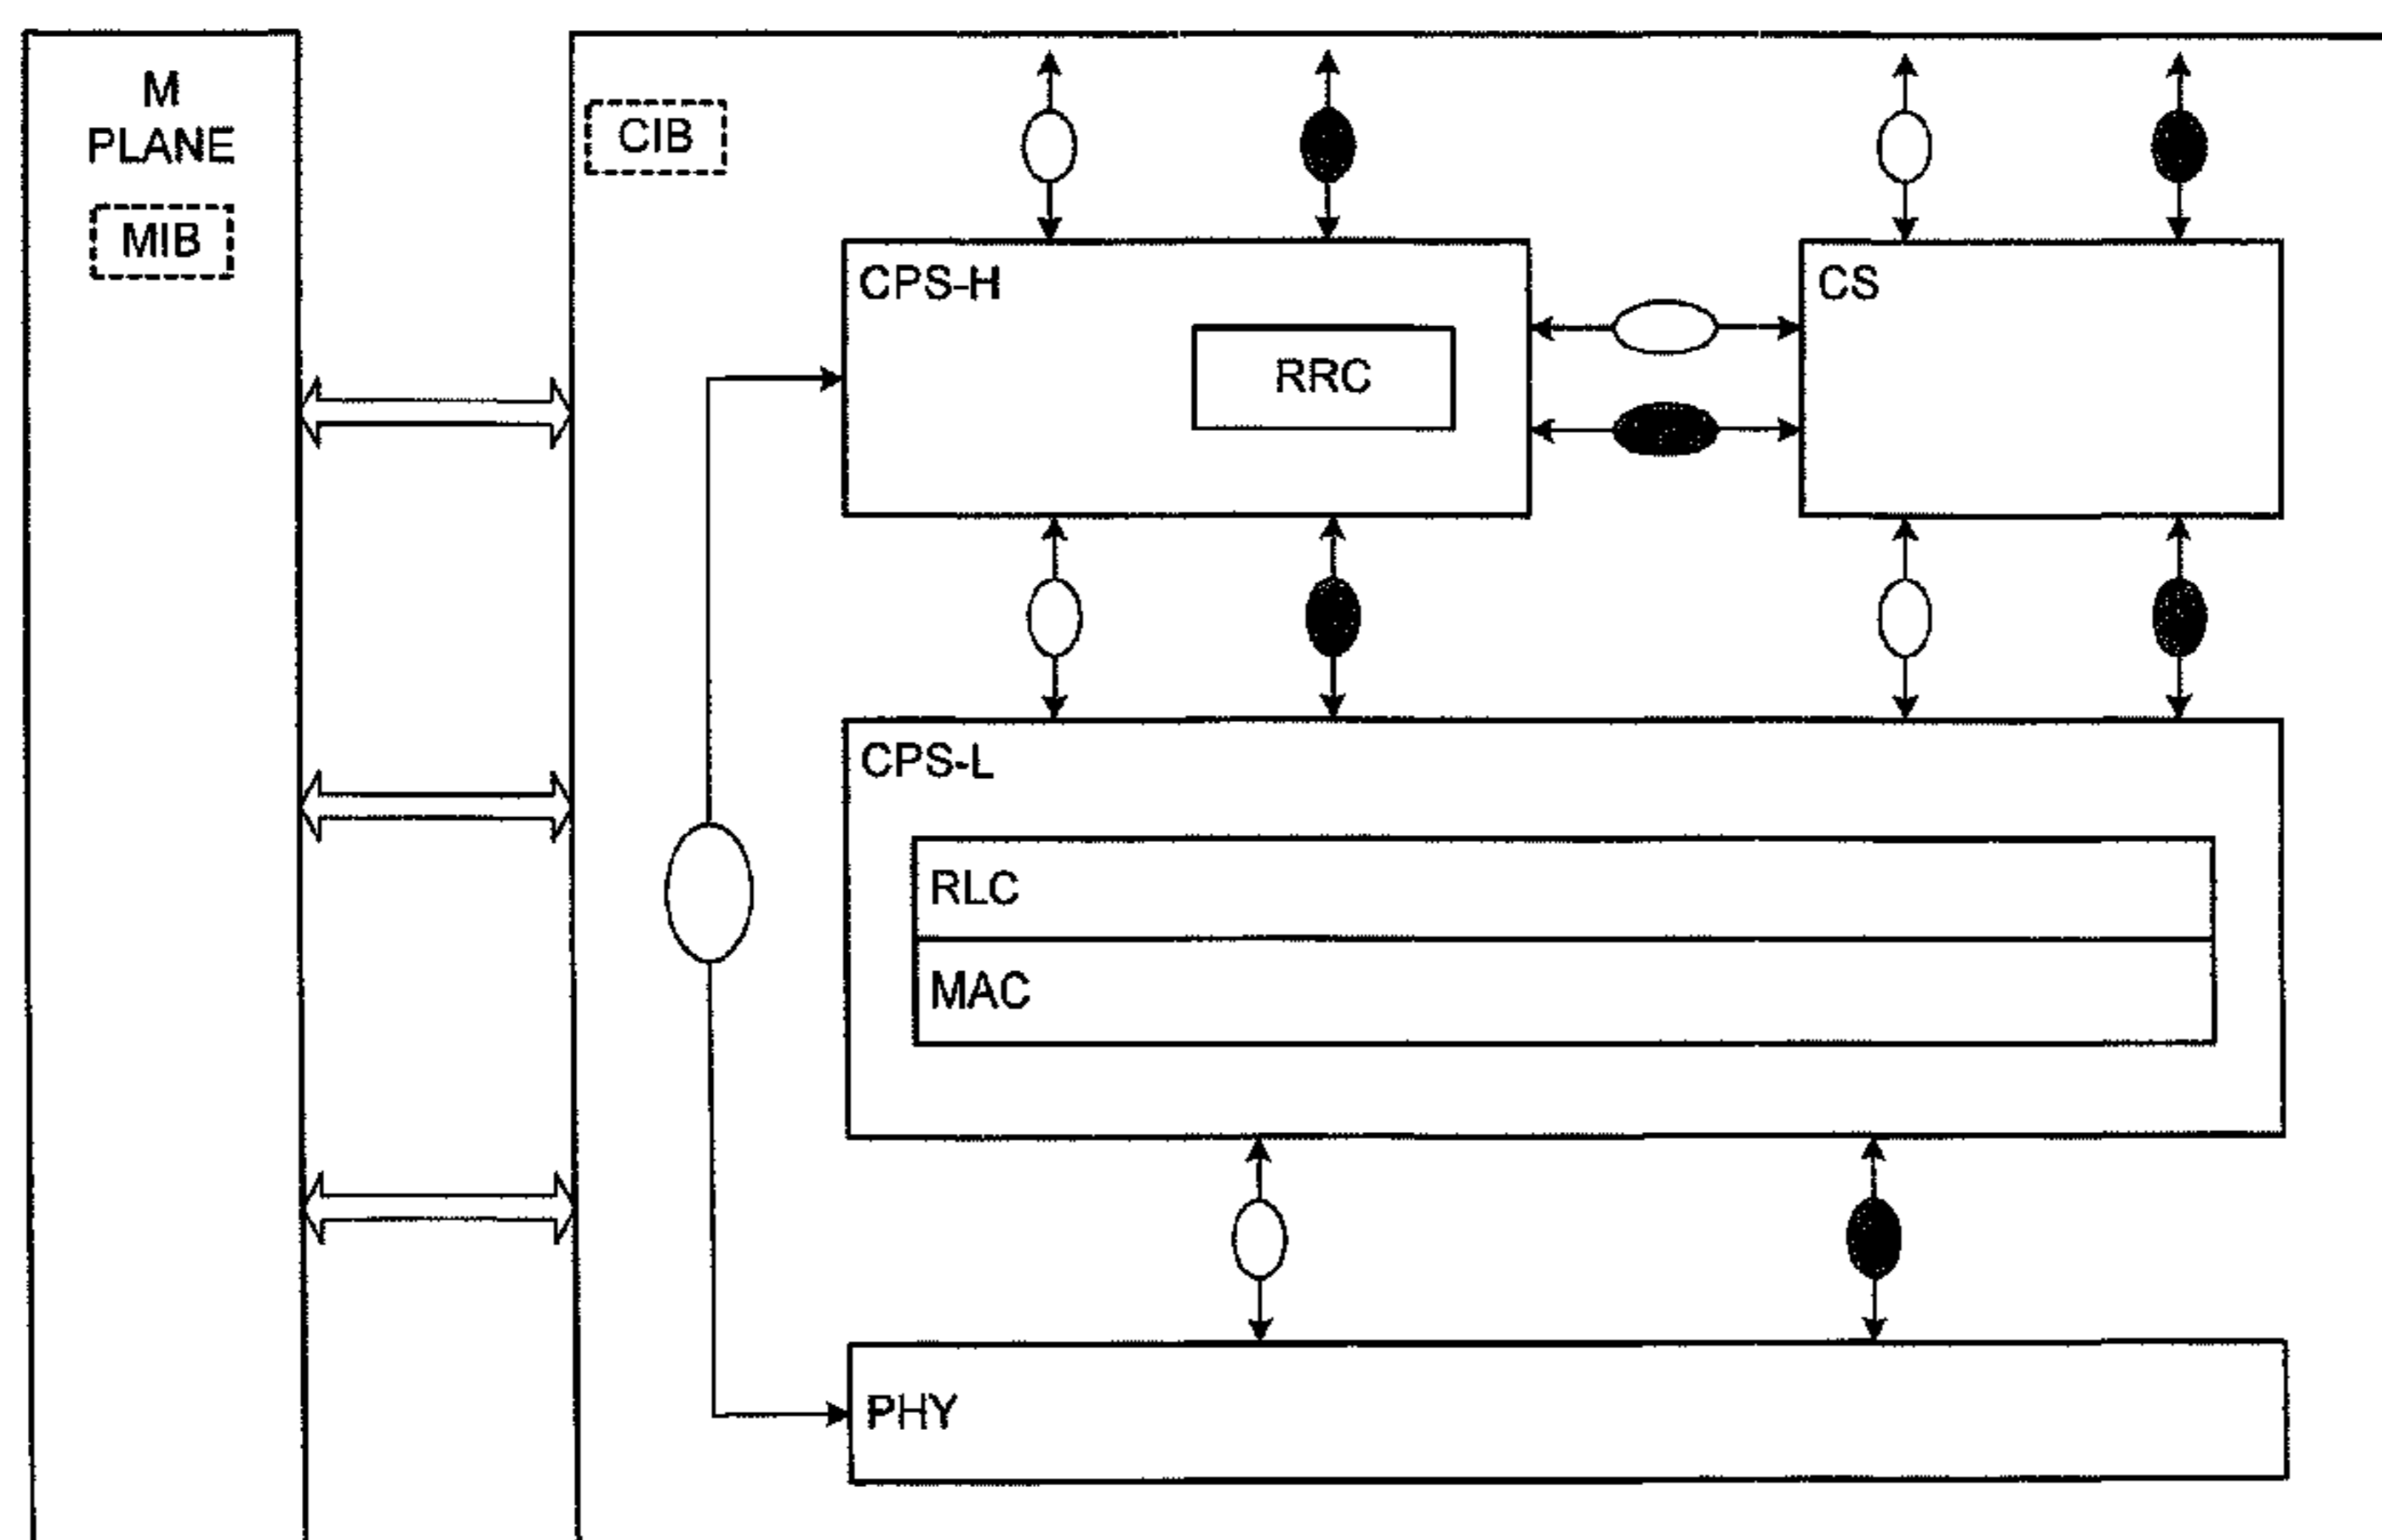 M
PLANE
MIB
CIB
CPS-H
RRC
CS
CPS-L
RLC
MAC
PHY